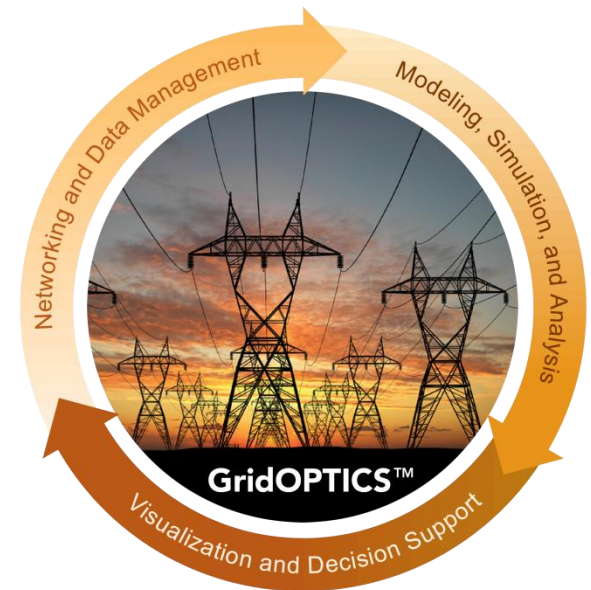 Networking and Data Management
Modeling, Simulation, and Analysis
Visualization and Decision Support
GridOPTICS™